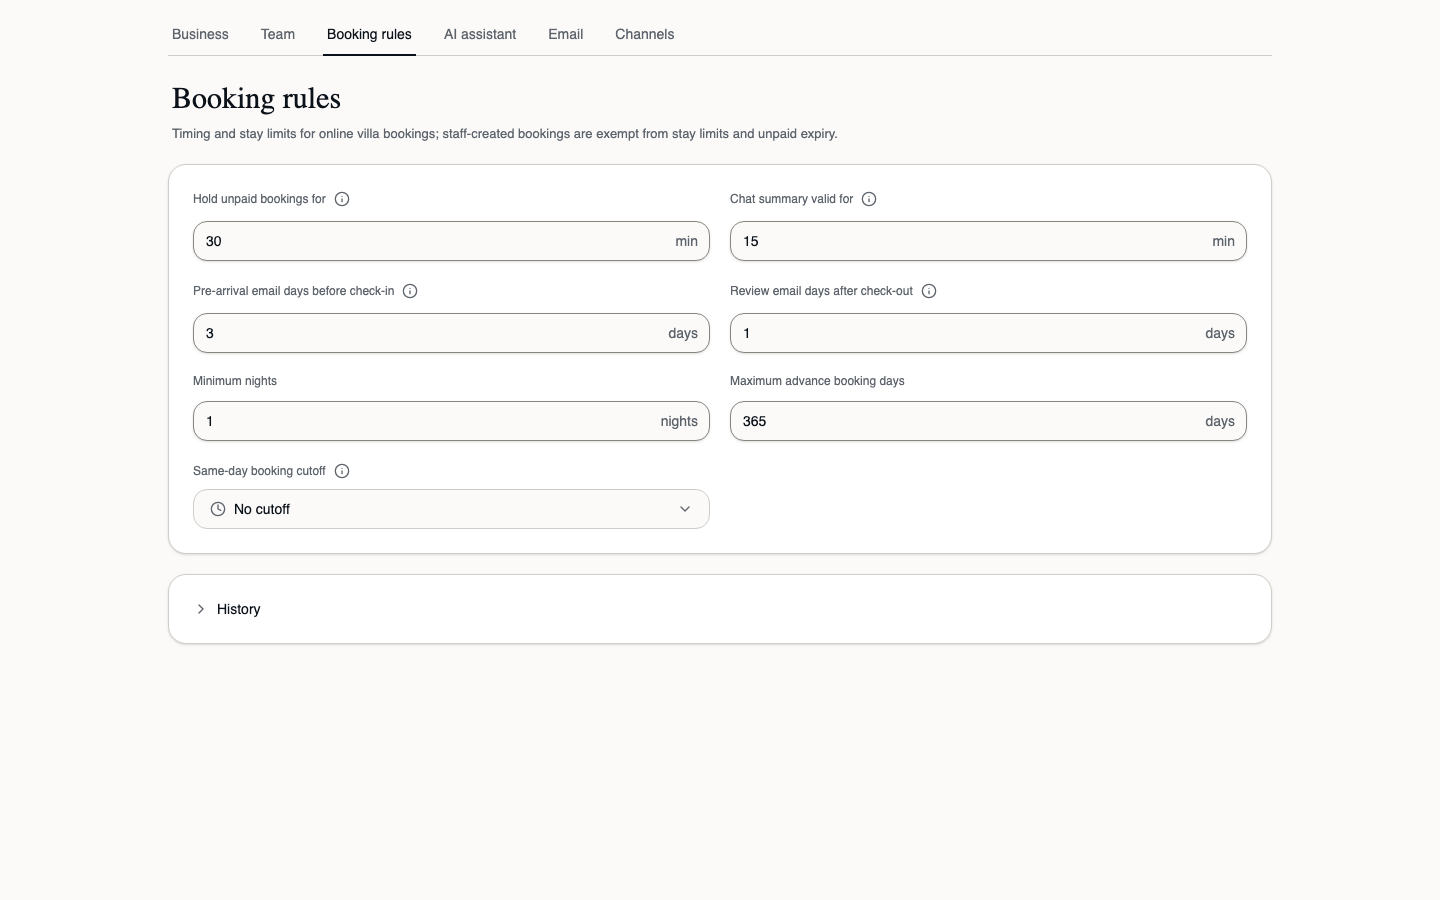 Business Team Booking rules AI assistant Email Channels
Booking rules
Timing and stay limits for online villa bookings; staff-created bookings are exempt from stay limits and unpaid expiry.
Hold unpaid bookings for
30 min
Chat summary valid for
15 min
Pre-arrival email days before check-in
3 days
Review email days after check-out
1 days
Minimum nights
1 nights
Maximum advance booking days
365 days
Same-day booking cutoff
No cutoff
History